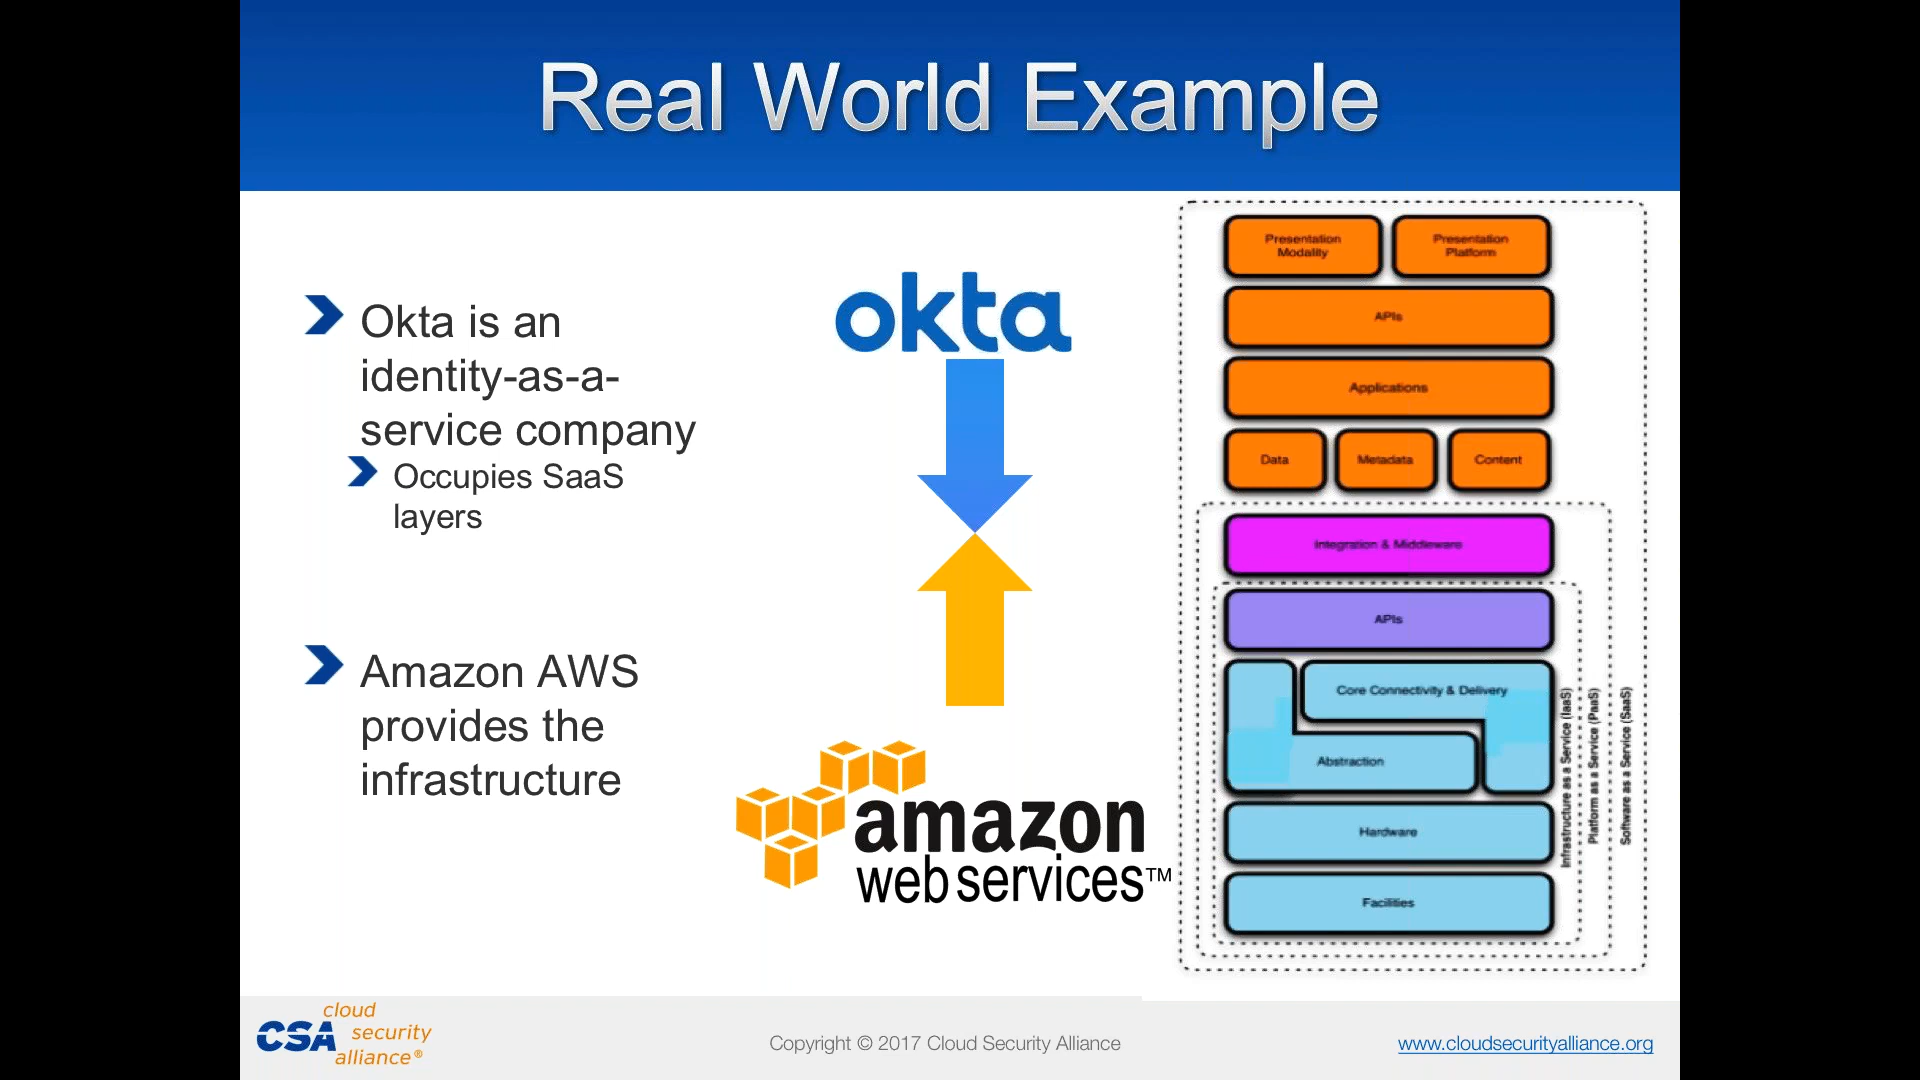 Real World Example
Okta is an
identity-as-a-
service company
Occupies SaaS
layers
Amazon AWS
provides the
infrastructure
okta
amazon
web services™
Presentation
Modality
Presentation
Platform
APIs
Applications
Data
Metadata
Content
Integration & Middleware
APIs
Core Connectivity & Delivery
Abstraction
Hardware
Facilities
Infrastructure as a Service (IaaS)
Platform as a Service (PaaS)
Software as a Service (SaaS)
cloud
CSA security
alliance®
Copyright © 2017 Cloud Security Alliance
www.cloudsecurityalliance.org